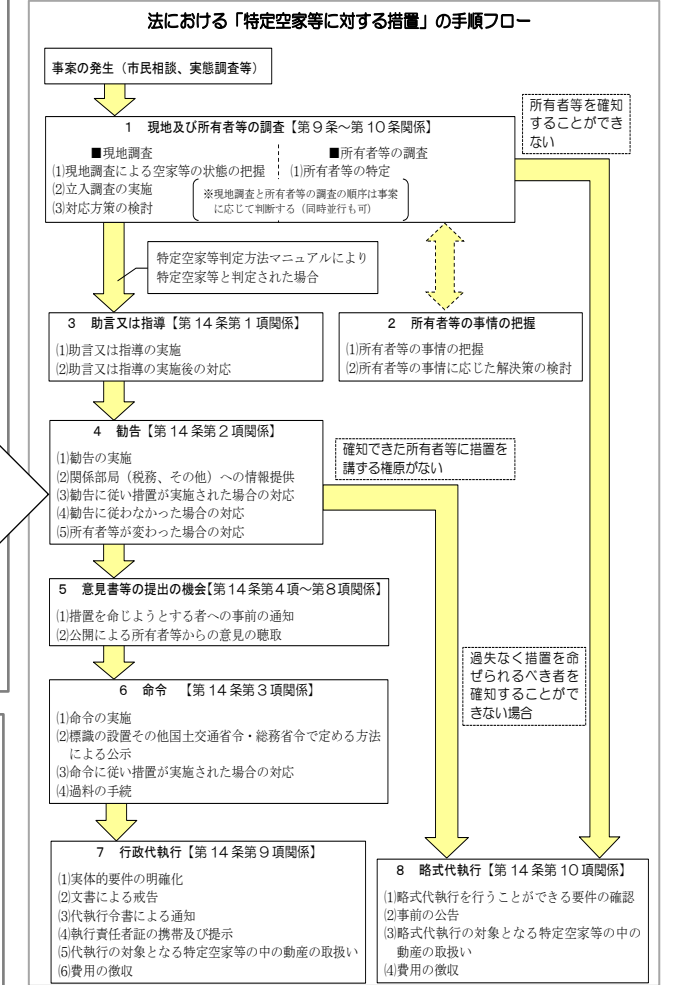 法における「特定空家等に対する措置」の手順フロー
事案の発生（市民相談、実態調査等）
所有者等を確知
することができ
ない
1　現地及び所有者等の調査【第９条～第10条関係】
■現地調査
⑴現地調査による空家等の状態の把握
⑵立入調査の実施
⑶対応方策の検討
■所有者等の調査
⑴所有者等の特定
※現地調査と所有者等の調査の順序は事案
に応じて判断する（同時並行も可）
特定空家等判定方法マニュアルにより
特定空家等と判定された場合
3　助言又は指導【第14条第１項関係】
⑴助言又は指導の実施
⑵助言又は指導の実施後の対応
2　所有者等の事情の把握
⑴所有者等の事情の把握
⑵所有者等の事情に応じた解決策の検討
4　勧告【第14条第２項関係】
⑴勧告の実施
⑵関係部局（税務、その他）への情報提供
⑶勧告に従い措置が実施された場合の対応
⑷勧告に従わなかった場合の対応
⑸所有者等が変わった場合の対応
確知できた所有者等に措置を
講ずる権原がない
5　意見書等の提出の機会【第14条第４項～第８項関係】
⑴措置を命じようとする者への事前の通知
⑵公開による所有者等からの意見の聴取
過失なく措置を命
ぜられるべき者を
確知することがで
きない場合
6　命令　【第14条第３項関係】
⑴命令の実施
⑵標識の設置その他国土交通省令・総務省令で定める方法
による公示
⑶命令に従い措置が実施された場合の対応
⑷過料の手続
7　行政代執行【第14条第９項関係】
⑴実体的要件の明確化
⑵文書による戒告
⑶代執行令書による通知
⑷執行責任者証の携帯及び提示
⑸代執行の対象となる特定空家等の中の動産の取扱い
⑹費用の徴収
8　略式代執行【第14条第10項関係】
⑴略式代執行を行うことができる要件の確認
⑵事前の公告
⑶略式代執行の対象となる特定空家等の中の
動産の取扱い
⑷費用の徴収